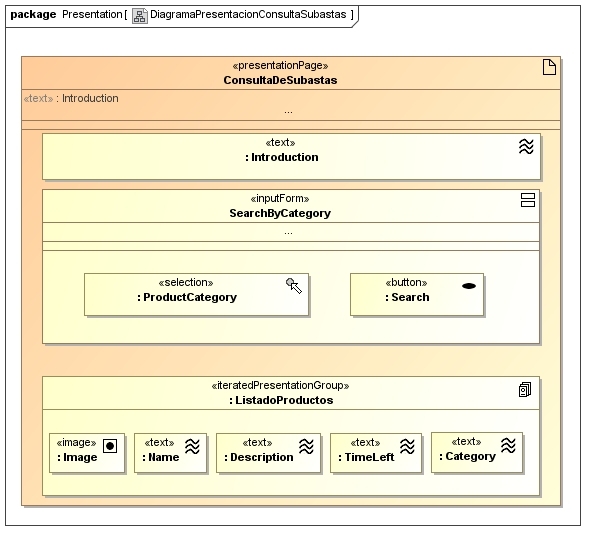 package Presentation [ DiagramaPresentacionConsultaSubastas ]
«presentationPage»
ConsultaDeSubastas
«text» : Introduction
...
«text»
: Introduction
«inputForm»
SearchByCategory
...
«selection»
: ProductCategory
«button»
: Search
«iteratedPresentationGroup»
: ListadoProductos
«image»
: Image
«text»
: Name
«text»
: Description
«text»
: TimeLeft
«text»
: Category